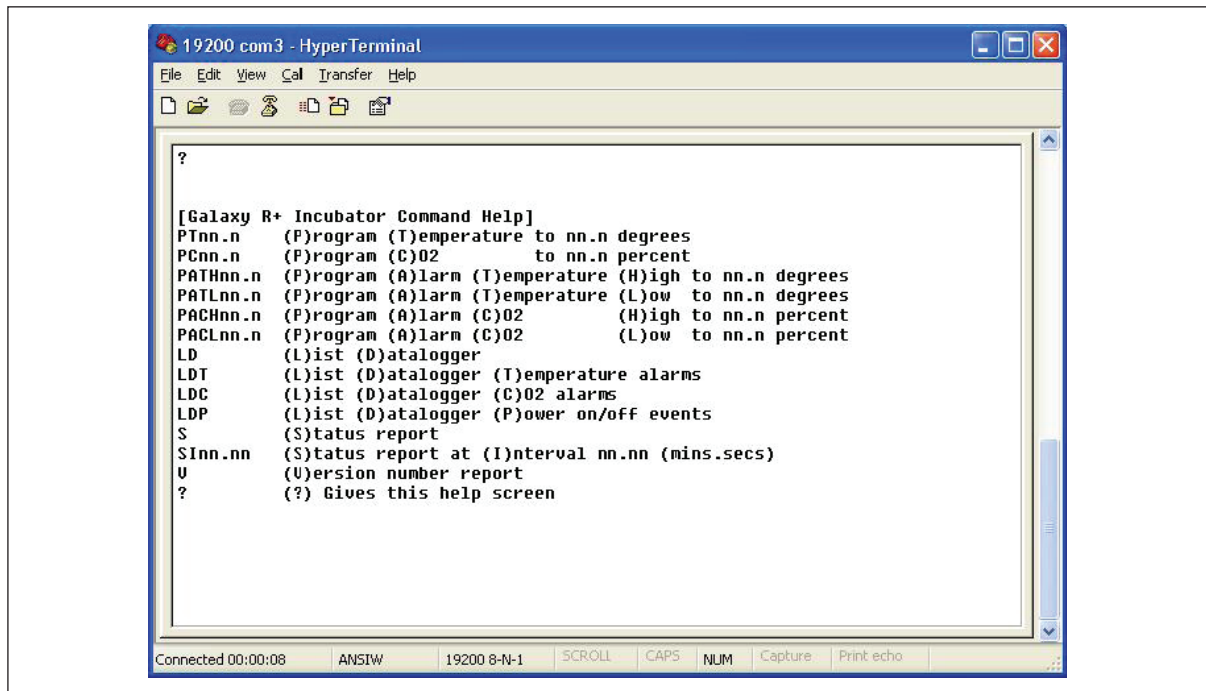 19200 com3 - HyperTerminal
File Edit View Cal Transfer Help
?
[Galaxy R+ Incubator Command Help]
PTnn.n (P)rogram (T)emperature to nn.n degrees
PCnn.n (P)rogram (C)O2 to nn.n percent
PATHnn.n (P)rogram (A)larm (T)emperature (H)igh to nn.n degrees
PATLnn.n (P)rogram (A)larm (T)emperature (L)ow to nn.n degrees
PACHnn.n (P)rogram (A)larm (C)O2 (H)igh to nn.n percent
PACLnn.n (P)rogram (A)larm (C)O2 (L)ow to nn.n percent
LD (L)ist (D)atalogger
LDT (L)ist (D)atalogger (T)emperature alarms
LDC (L)ist (D)atalogger (C)O2 alarms
LDP (L)ist (D)atalogger (P)ower on/off events
S (S)tatus report
SInn.nn (S)tatus report at (I)nterval nn.nn (mins.secs)
V (V)ersion number report
? (?) Gives this help screen
Connected 00:00:08 ANSIW 19200 8-N-1 SCROLL CAPS NUM Capture Print echo